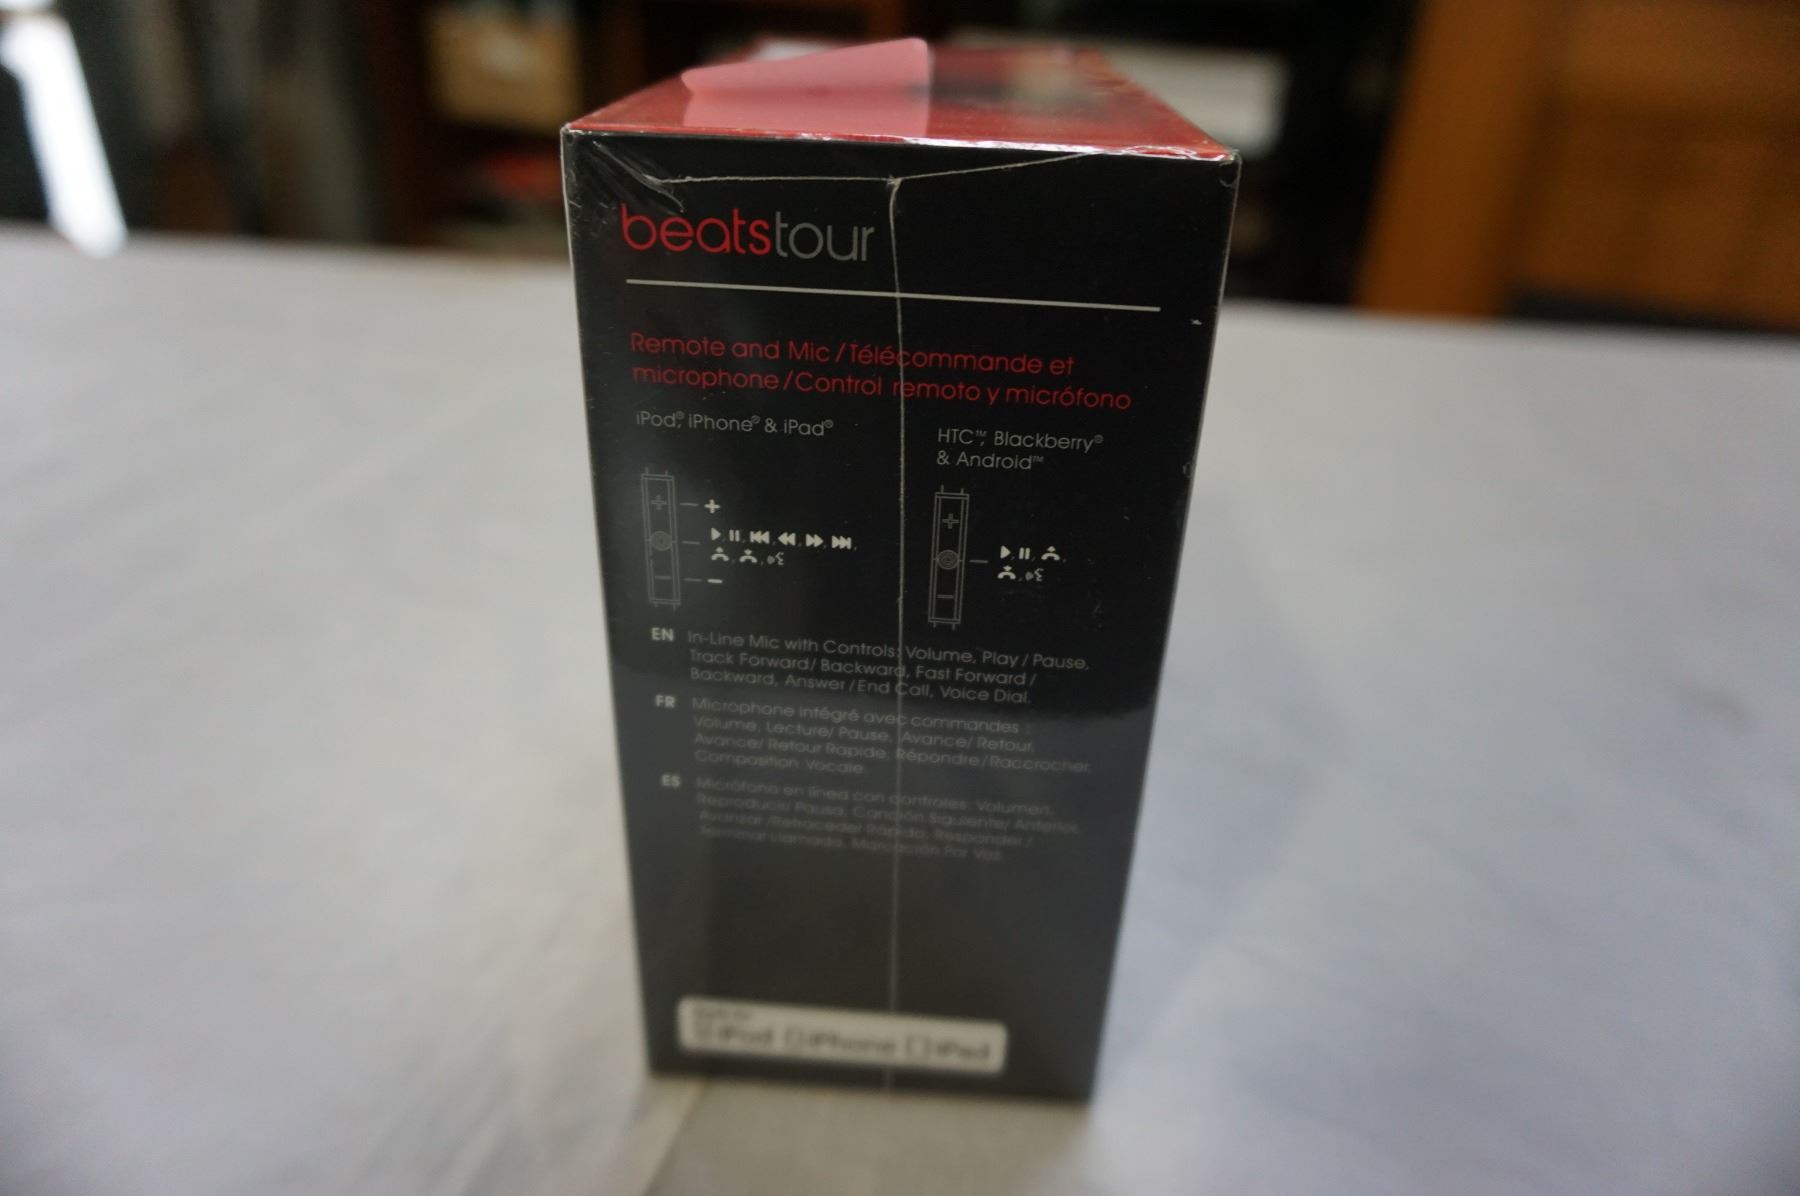 beatstour
Remote and Mic/Télécommande et
microphone/Control remoto y micrófono
iPod®, iPhone® & iPad®
HTC™, Blackberry®
& Android™
EN In-Line Mic with Controls: Volume, Play/Pause,
Track Forward/Backward, Fast Forward/
Backward, Answer/End Call, Voice Dial.
FR Microphone intégré avec commandes :
Volume, Lecture/Pause, Avance/Retour,
Avance/Retour Rapide, Répondre/Raccrocher,
Composition Vocale.
ES Micrófono en línea con controles: Volumen,
Reproducir/Pausa, Canción Siguiente/Anterior,
Avanzar/Retroceder Rápido, Responder/
Terminar Llamada, Marcación Por Voz.
iPod iPhone iPad